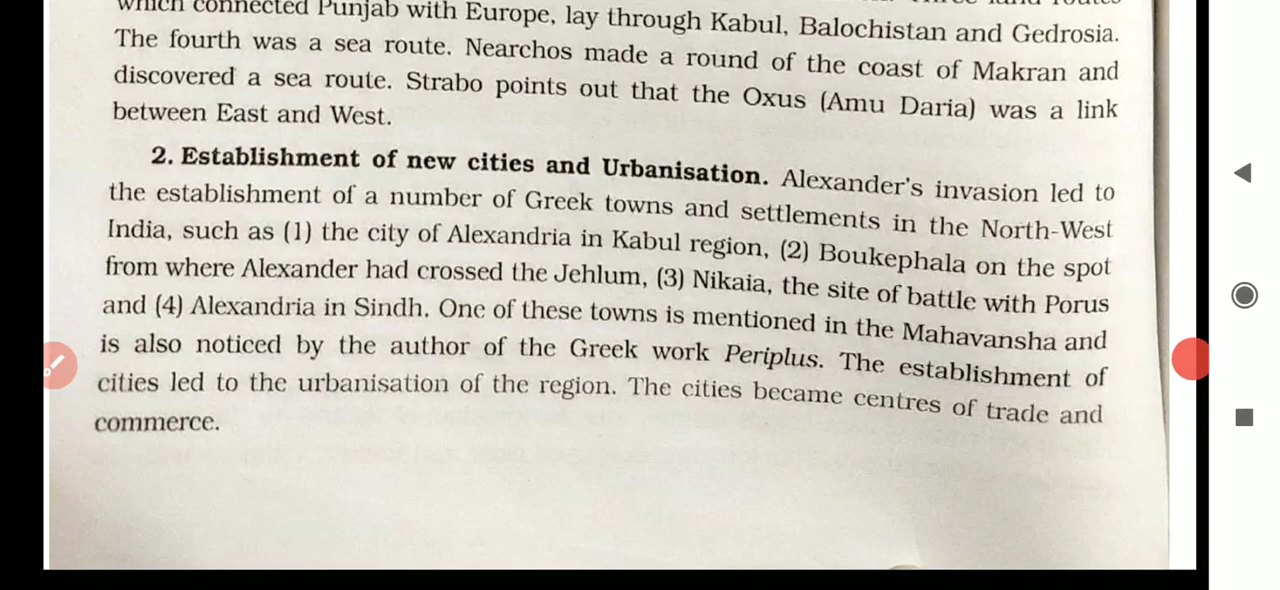 which connected Punjab with Europe, lay through Kabul, Balochistan and Gedrosia.
The fourth was a sea route. Nearchos made a round of the coast of Makran and
discovered a sea route. Strabo points out that the Oxus (Amu Daria) was a link
between East and West.
2. Establishment of new cities and Urbanisation. Alexander's invasion led to
the establishment of a number of Greek towns and settlements in the North-West
India, such as (1) the city of Alexandria in Kabul region, (2) Boukephala on the spot
from where Alexander had crossed the Jehlum, (3) Nikaia, the site of battle with Porus
and (4) Alexandria in Sindh. One of these towns is mentioned in the Mahavansha and
is also noticed by the author of the Greek work Periplus. The establishment of
cities led to the urbanisation of the region. The cities became centres of trade and
commerce.